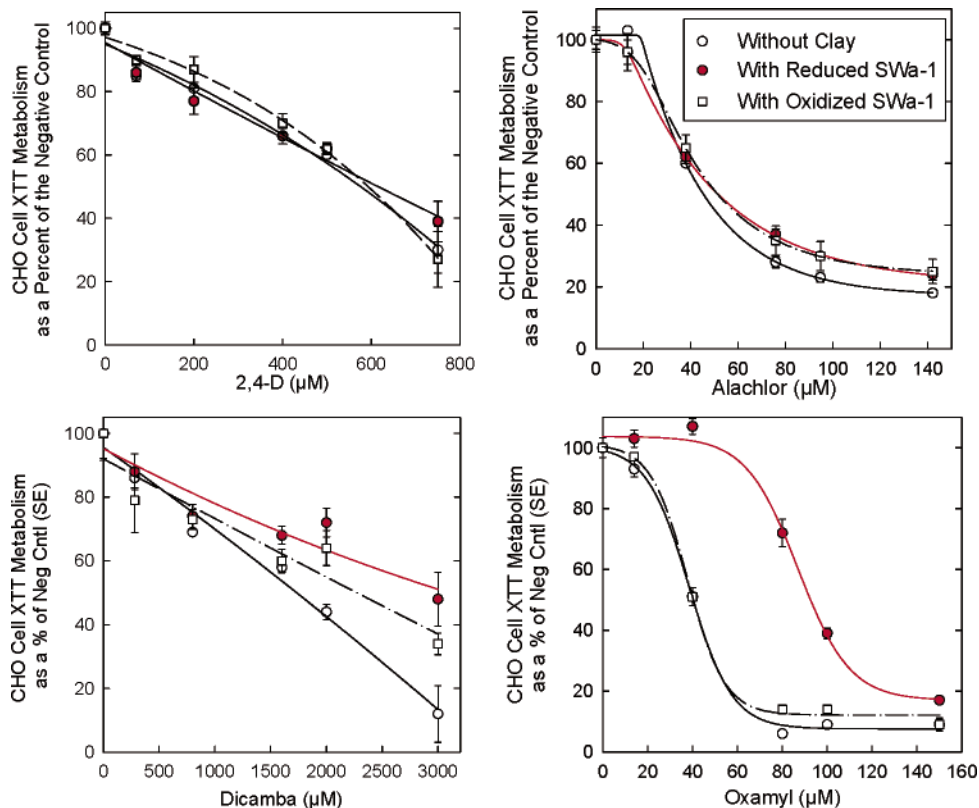 CHO Cell XTT Metabolism
as a Percent of the Negative Control
100
80
60
40
20
0
0 200 400 600 800
2,4-D (µM)
CHO Cell XTT Metabolism
as a Percent of the Negative Control
100
80
60
40
20
0
0 20 40 60 80 100 120 140
Alachlor (µM)
Without Clay
With Reduced SWa-1
With Oxidized SWa-1
CHO Cell XTT Metabolism
as a % of Neg Cntl (SE)
100
80
60
40
20
0
0 500 1000 1500 2000 2500 3000
Dicamba (µM)
CHO Cell XTT Metabolism
as a % of Neg Cntl (SE)
100
80
60
40
20
0
0 20 40 60 80 100 120 140 160
Oxamyl (µM)